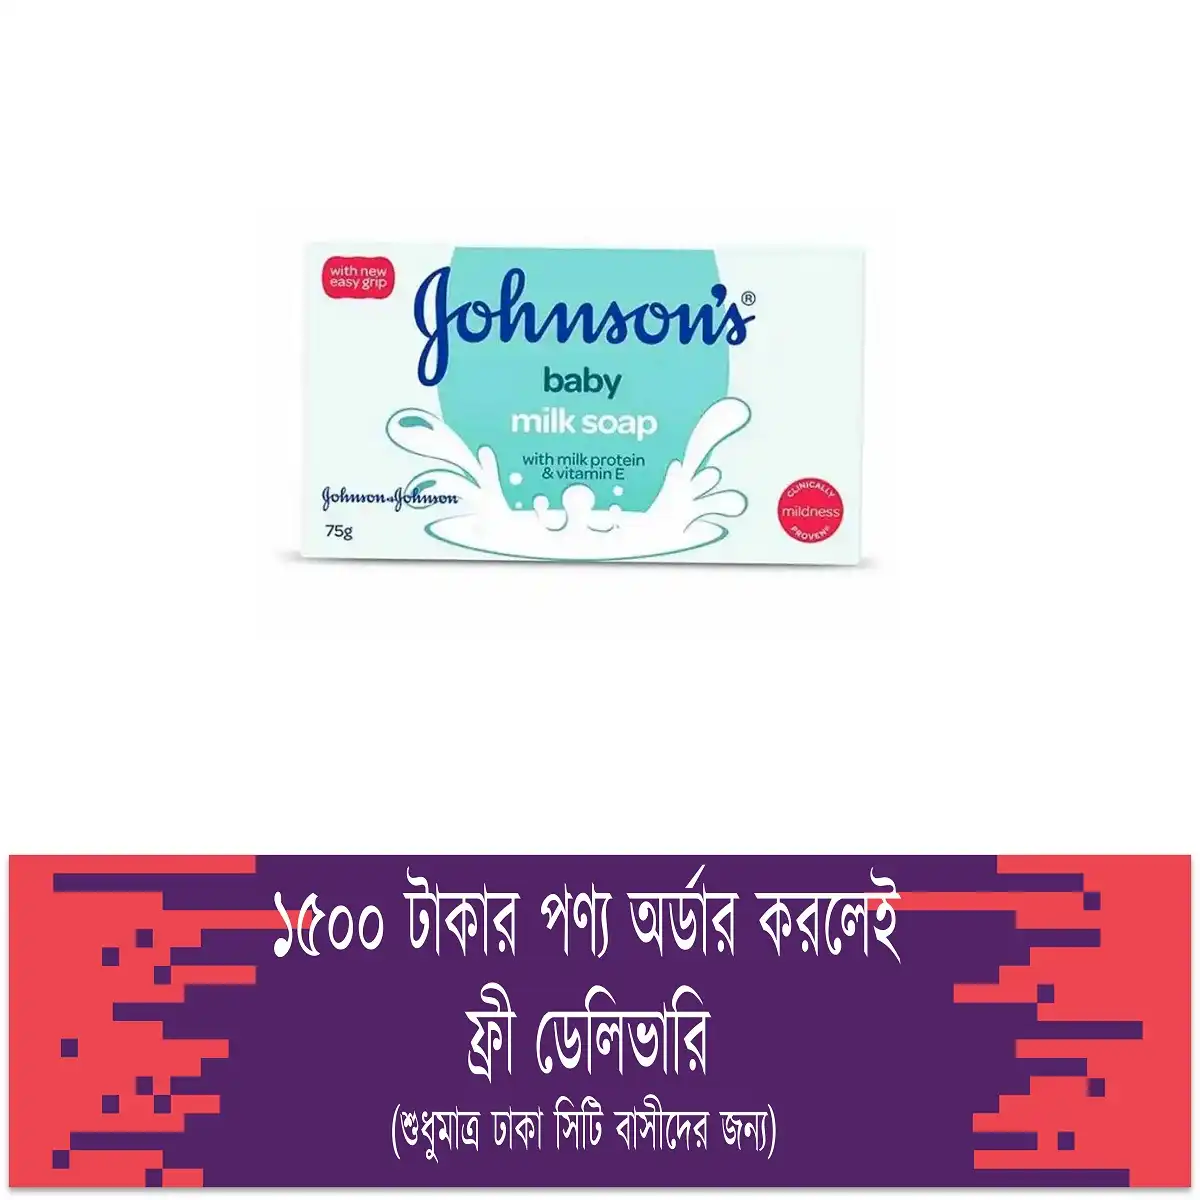 with new
easy grip
Johnson's®
baby
milk soap
with milk protein
& vitamin E
Johnson&Johnson
75g
CLINICALLY
mildness
PROVEN®
১৫০০ টাকার পণ্য অর্ডার করলেই
ফ্রী ডেলিভারি
(শুধুমাত্র ঢাকা সিটি বাসীদের জন্য)